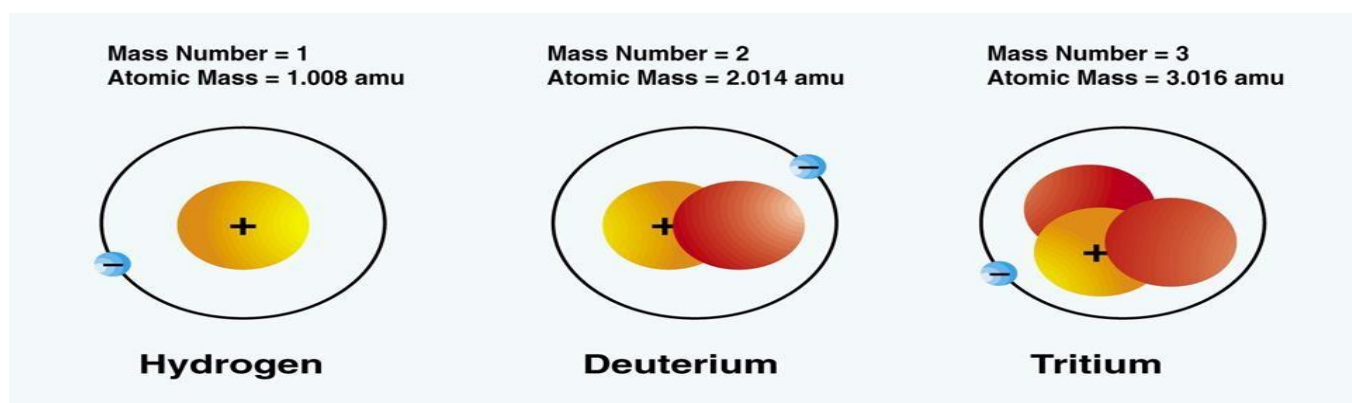 Mass Number = 1
Atomic Mass = 1.008 amu
Mass Number = 2
Atomic Mass = 2.014 amu
Mass Number = 3
Atomic Mass = 3.016 amu
+
−
+
−
+
−
Hydrogen
Deuterium
Tritium